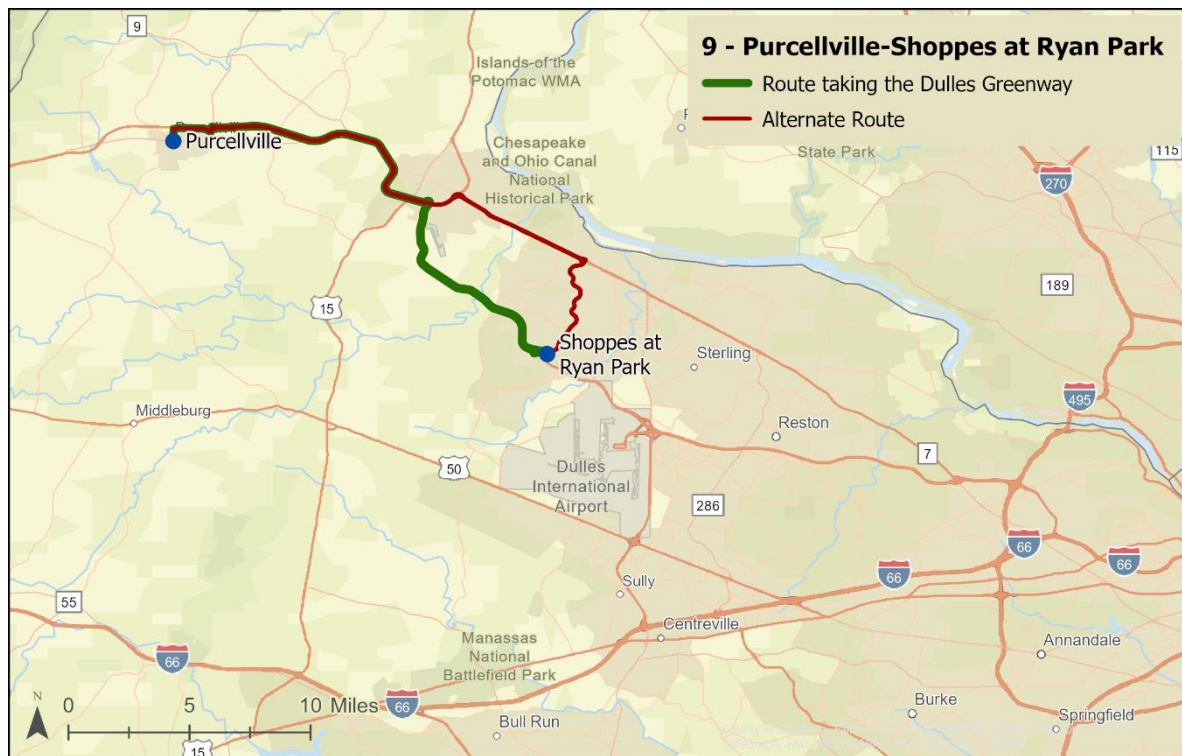 9 - Purcellville-Shoppes at Ryan Park
Route taking the Dulles Greenway
Alternate Route
9
Islands of the
Potomac WMA
Purcellville
Chesapeake
and Ohio Canal
National
Historical Park
State Park
115
270
189
15
Shoppes at
Ryan Park
Sterling
Middleburg
495
Reston
7
50
Dulles
International
Airport
286
66
66
66
Sully
55
Centreville
Annandale
66
Manassas
National
Battlefield Park
N
0
5
10 Miles
66
Burke
Bull Run
Springfield
15